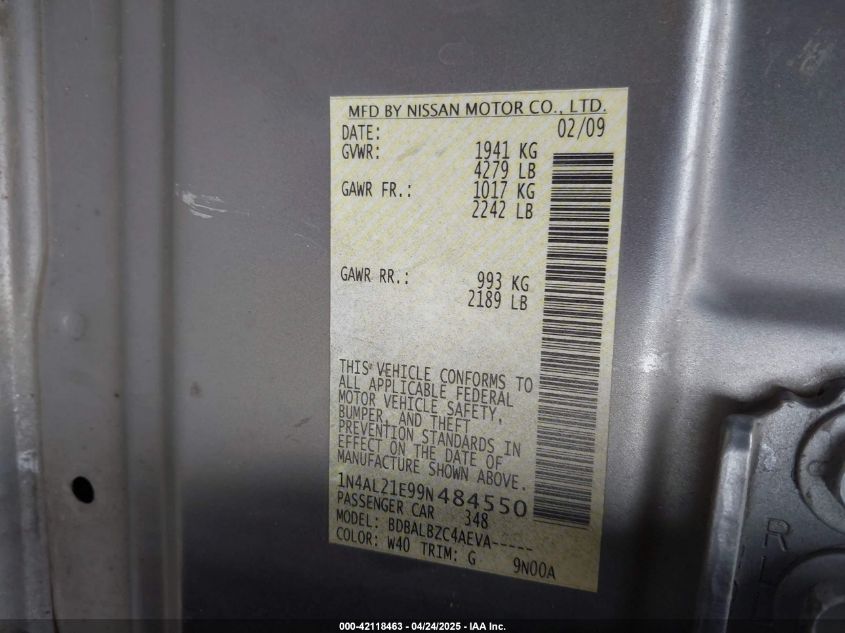 MFD BY NISSAN MOTOR CO., LTD.
DATE: 02/09
GVWR: 1941 KG
4279 LB
GAWR FR.: 1017 KG
2242 LB
GAWR RR.: 993 KG
2189 LB
THIS VEHICLE CONFORMS TO
ALL APPLICABLE FEDERAL
MOTOR VEHICLE SAFETY,
BUMPER, AND THEFT
PREVENTION STANDARDS IN
EFFECT ON THE DATE OF
MANUFACTURE SHOWN ABOVE.
1N4AL21E99N484550
PASSENGER CAR 348
MODEL: BDBALBZC4AEVA-----
COLOR: W40 TRIM: G 9N00A
R
L
000-42118463 - 04/24/2025 - IAA Inc.